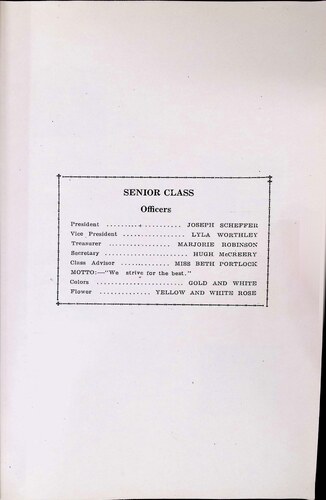 SENIOR CLASS
Officers
President .................. JOSEPH SCHEFFER
Vice President ............... LYLA WORTHLEY
Treasurer ............... MARJORIE ROBINSON
Secretary ..................... HUGH McCREERY
Class Advisor ............ MISS BETH PORTLOCK
MOTTO:—"We strive for the best."
Colors ...................... GOLD AND WHITE
Flower ............. YELLOW AND WHITE ROSE